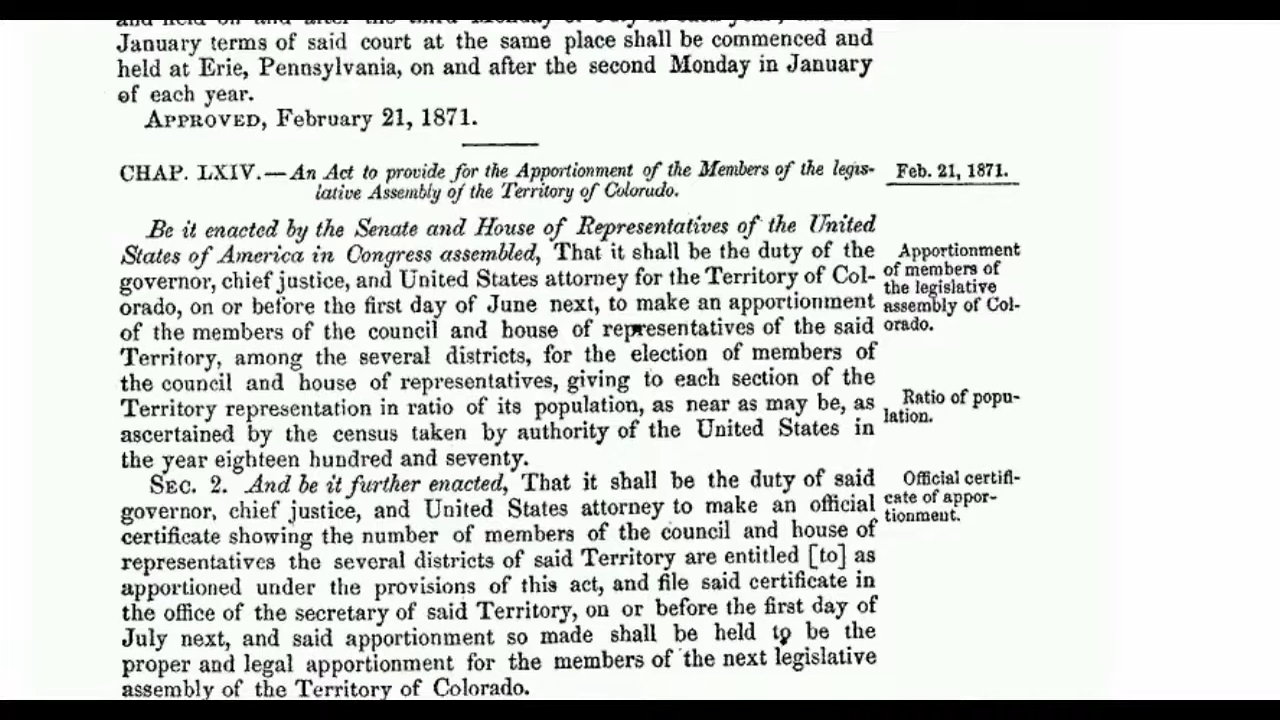 January terms of said court at the same place shall be commenced and
held at Erie, Pennsylvania, on and after the second Monday in January
of each year.
APPROVED, February 21, 1871.
CHAP. LXIV.—An Act to provide for the Apportionment of the Members of the legis-
lative Assembly of the Territory of Colorado.
Feb. 21, 1871.
Be it enacted by the Senate and House of Representatives of the United
States of America in Congress assembled, That it shall be the duty of the
governor, chief justice, and United States attorney for the Territory of Col-
orado, on or before the first day of June next, to make an apportionment
of the members of the council and house of representatives of the said
Territory, among the several districts, for the election of members of
the council and house of representatives, giving to each section of the
Territory representation in ratio of its population, as near as may be, as
ascertained by the census taken by authority of the United States in
the year eighteen hundred and seventy.
Apportionment
of members of
the legislative
assembly of Col-
orado.
Ratio of popu-
lation.
SEC. 2. And be it further enacted, That it shall be the duty of said
governor, chief justice, and United States attorney to make an official
certificate showing the number of members of the council and house of
representatives the several districts of said Territory are entitled [to] as
apportioned under the provisions of this act, and file said certificate in
the office of the secretary of said Territory, on or before the first day of
July next, and said apportionment so made shall be held to be the
proper and legal apportionment for the members of the next legislative
assembly of the Territory of Colorado.
Official certifi-
cate of appor-
tionment.